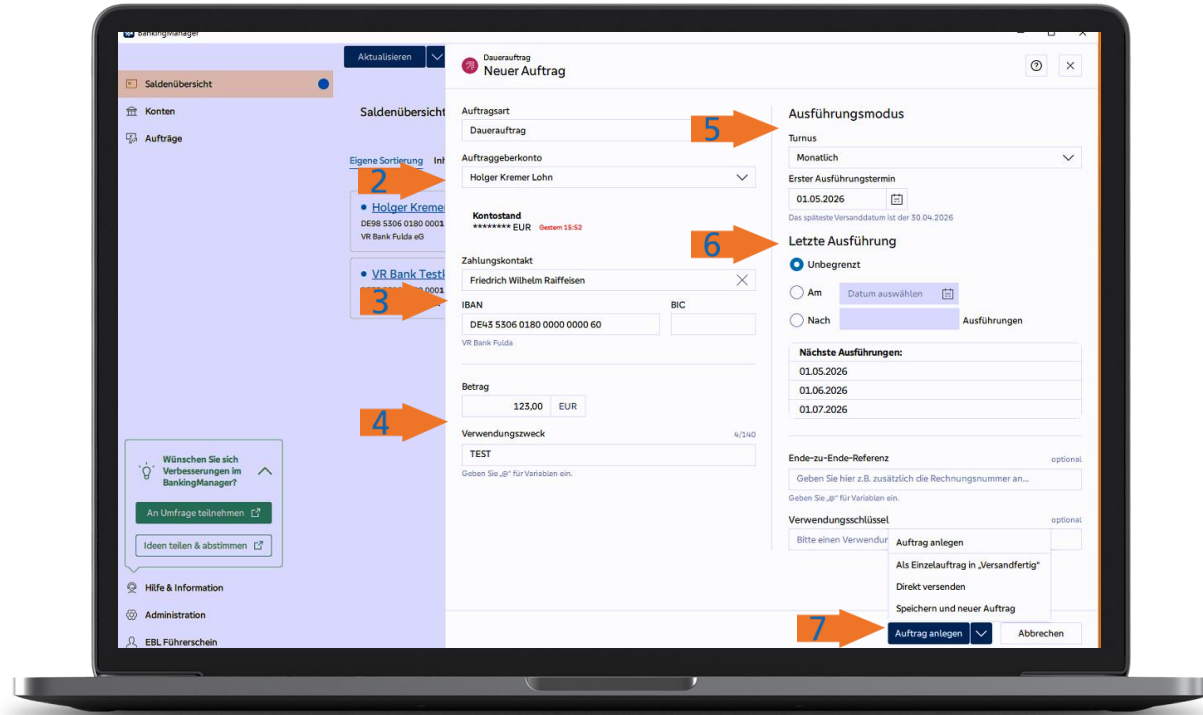 BankingManager
Aktualisieren
Saldenübersicht
Konten
Aufträge
Saldenübersicht
Eigene Sortierung
Holger Kremer
DE98 5306 0180 0001
VR Bank Fulda eG
VR Bank
0001
Wünschen Sie sich
Verbesserungen im
BankingManager?
An Umfrage teilnehmen
Ideen teilen & abstimmen
Hilfe & Information
Administration
EBL Führerschein
Dauerauftrag
Neuer Auftrag
Auftragsart
Dauerauftrag
Auftraggeberkonto
2
Holger Kremer Lohn
Kontostand
******** EUR Gestern 15:52
Zahlungskontakt
Friedrich Wilhelm Raiffeisen
3
IBAN BIC
DE43 5306 0180 0000 0000 60
VR Bank Fulda
Betrag
123,00 EUR
4
Verwendungszweck 4/140
TEST
Geben Sie „@" für Variablen ein.
5
Ausführungsmodus
Turnus
Monatlich
Erster Ausführungstermin
01.05.2026
Das späteste Versanddatum ist der 30.04.2026
6
Letzte Ausführung
Unbegrenzt
Am Datum auswählen
Nach Ausführungen
Nächste Ausführungen:
01.05.2026
01.06.2026
01.07.2026
Ende-zu-Ende-Referenz optional
Geben Sie hier z.B. zusätzlich die Rechnungsnummer an...
Geben Sie „@" für Variablen ein.
Verwendungsschlüssel optional
Bitte einen
Auftrag anlegen
Als Einzelauftrag in „Versandfertig"
Direkt versenden
Speichern und neuer Auftrag
7
Auftrag anlegen Abbrechen